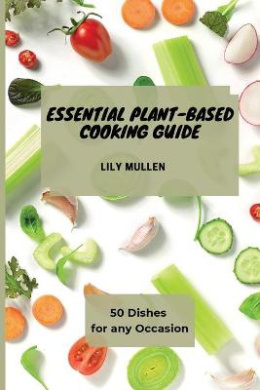 ESSENTIAL PLANT-BASED
COOKING GUIDE
LILY MULLEN
50 Dishes
for any Occasion